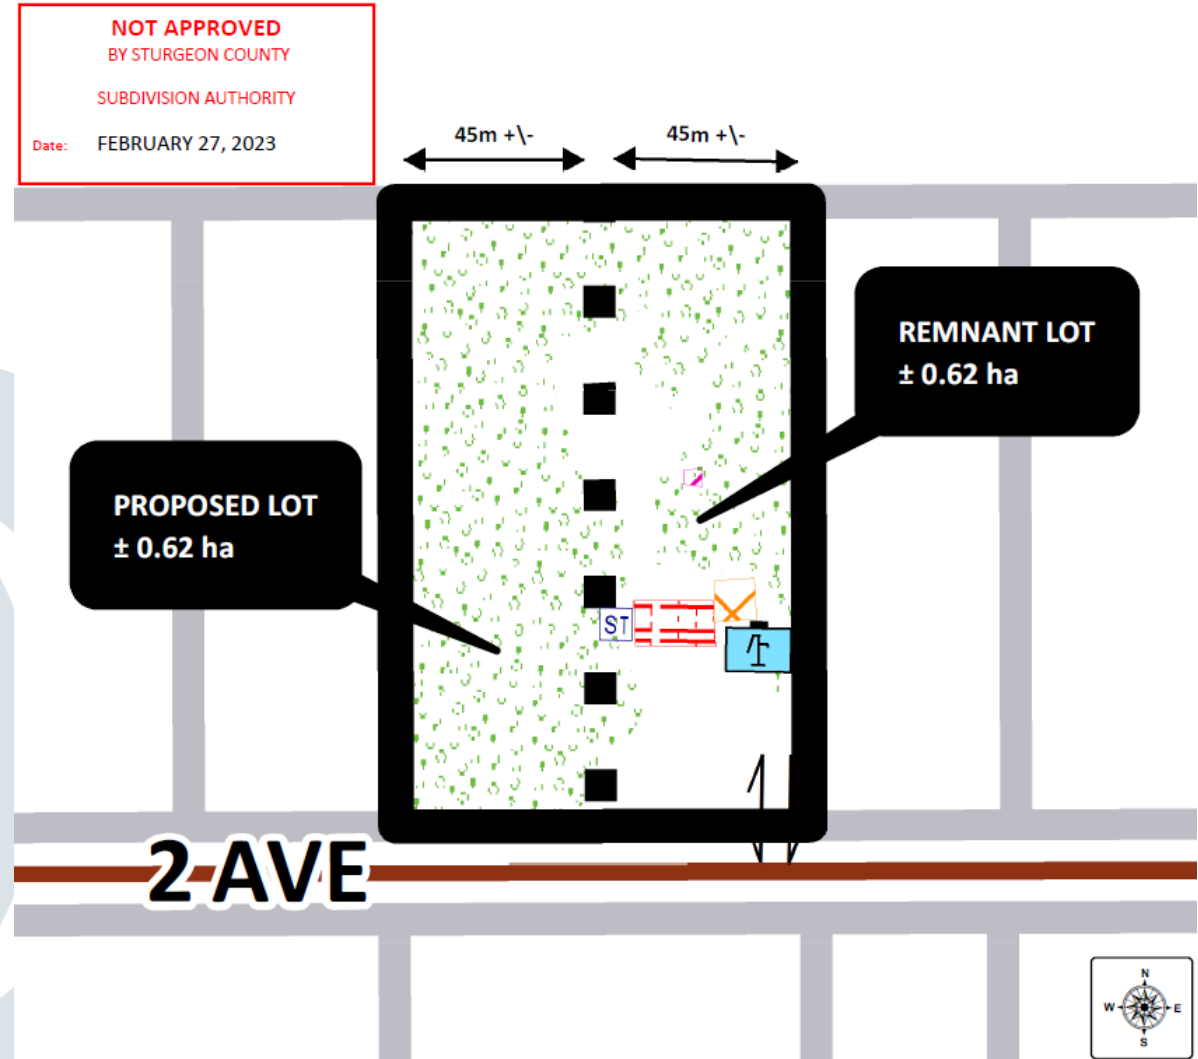 NOT APPROVED
BY STURGEON COUNTY
SUBDIVISION AUTHORITY
Date: FEBRUARY 27, 2023
45m +\-
45m +\-
REMNANT LOT
± 0.62 ha
PROPOSED LOT
± 0.62 ha
ST
2 AVE
N
W
E
S